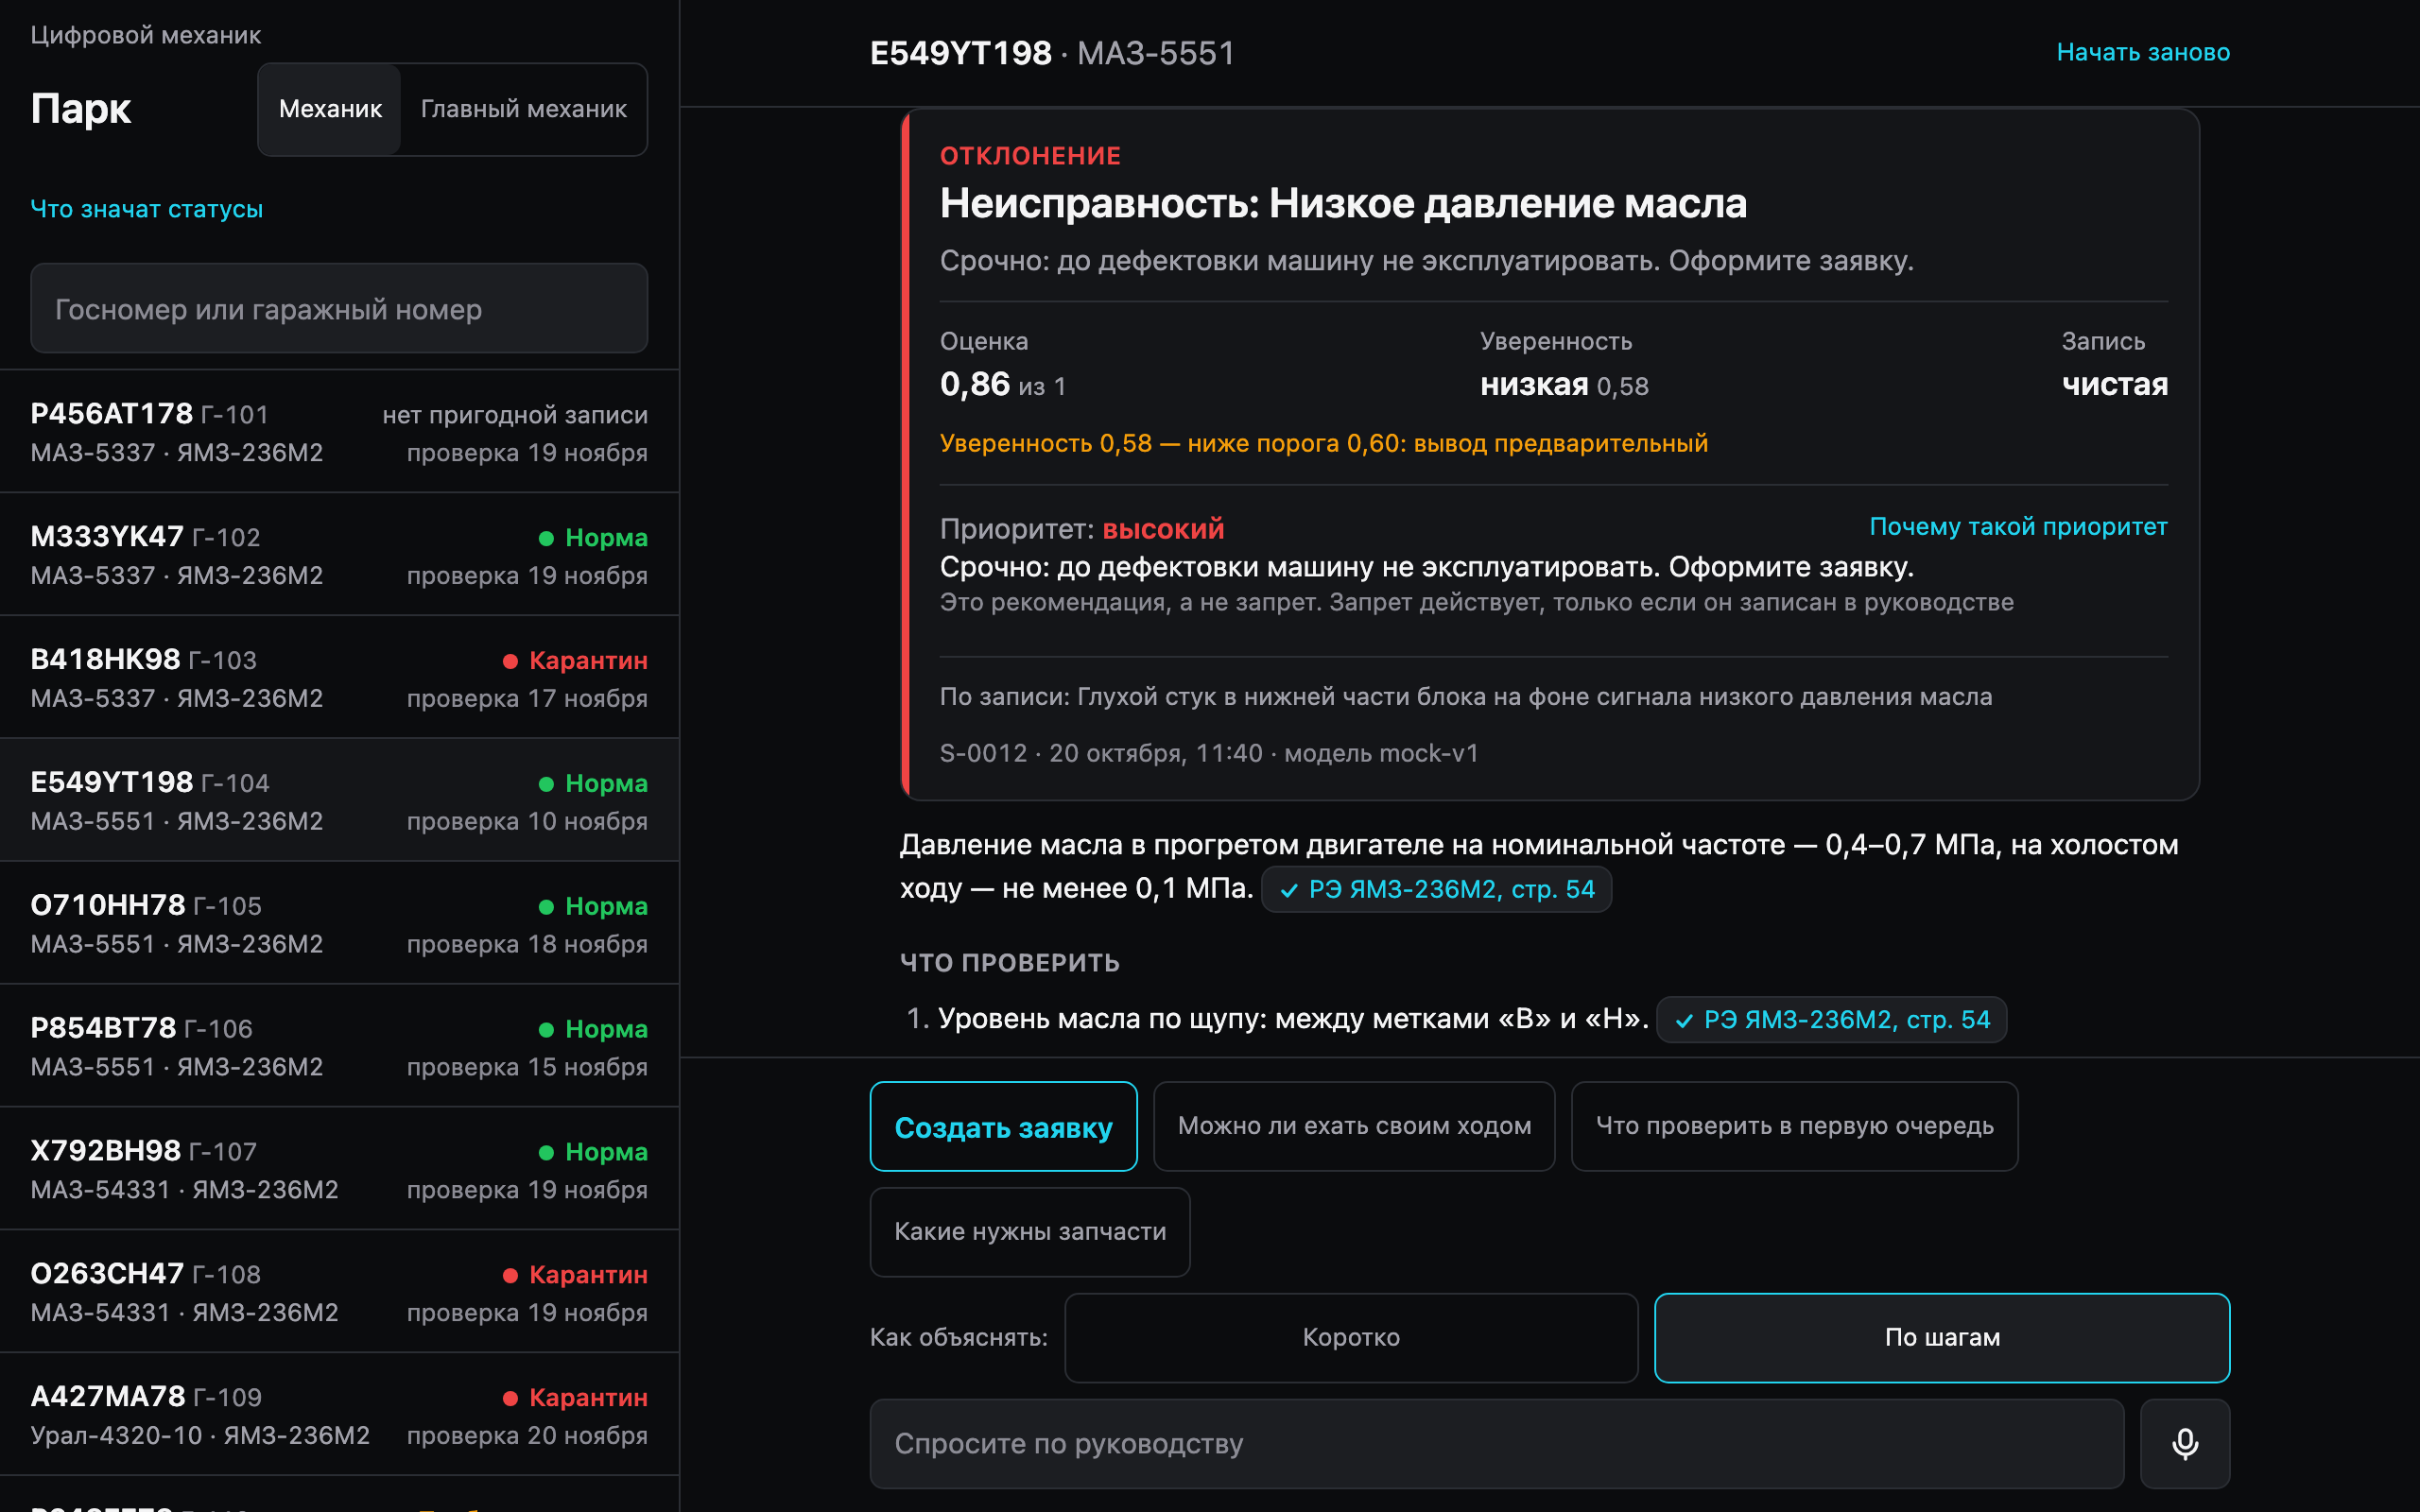 Цифровой механик
Парк
Механик
Главный механик
Что значат статусы
Госномер или гаражный номер
P456AT178 Г-101 нет пригодной записи
МАЗ-5337 · ЯМЗ-236М2 проверка 19 ноября
M333YK47 Г-102 Норма
МАЗ-5337 · ЯМЗ-236М2 проверка 19 ноября
B418HK98 Г-103 Карантин
МАЗ-5337 · ЯМЗ-236М2 проверка 17 ноября
E549YT198 Г-104 Норма
МАЗ-5551 · ЯМЗ-236М2 проверка 10 ноября
O710HH78 Г-105 Норма
МАЗ-5551 · ЯМЗ-236М2 проверка 18 ноября
P854BT78 Г-106 Норма
МАЗ-5551 · ЯМЗ-236М2 проверка 15 ноября
X792BH98 Г-107 Норма
МАЗ-54331 · ЯМЗ-236М2 проверка 19 ноября
O263CH47 Г-108 Карантин
МАЗ-54331 · ЯМЗ-236М2 проверка 19 ноября
A427MA78 Г-109 Карантин
Урал-4320-10 · ЯМЗ-236М2 проверка 20 ноября
E549YT198 · МАЗ-5551
Начать заново
ОТКЛОНЕНИЕ
Неисправность: Низкое давление масла
Срочно: до дефектовки машину не эксплуатировать. Оформите заявку.
Оценка Уверенность Запись
0,86 из 1 низкая 0,58 чистая
Уверенность 0,58 — ниже порога 0,60: вывод предварительный
Приоритет: высокий Почему такой приоритет
Срочно: до дефектовки машину не эксплуатировать. Оформите заявку.
Это рекомендация, а не запрет. Запрет действует, только если он записан в руководстве
По записи: Глухой стук в нижней части блока на фоне сигнала низкого давления масла
S-0012 · 20 октября, 11:40 · модель mock-v1
Давление масла в прогретом двигателе на номинальной частоте — 0,4–0,7 МПа, на холостом
ходу — не менее 0,1 МПа. ✓ РЭ ЯМЗ-236М2, стр. 54
ЧТО ПРОВЕРИТЬ
1. Уровень масла по щупу: между метками «В» и «Н». ✓ РЭ ЯМЗ-236М2, стр. 54
Создать заявку
Можно ли ехать своим ходом
Что проверить в первую очередь
Какие нужны запчасти
Как объяснять: Коротко По шагам
Спросите по руководству